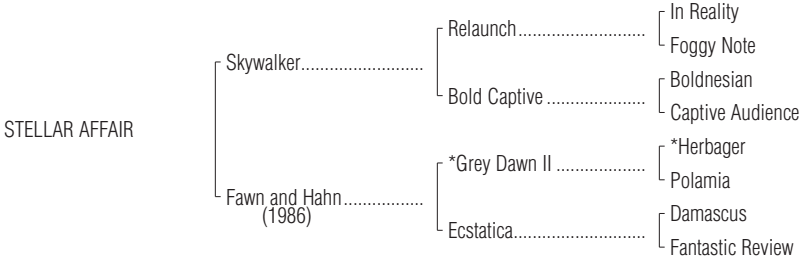 In Reality
Relaunch..............................
Foggy Note
Skywalker.............................
Boldnesian
Bold Captive .......................
Captive Audience
STELLAR AFFAIR
*Herbager
*Grey Dawn II .....................
Polamia
Fawn and Hahn...................
(1986)
Damascus
Ecstatica...............................
Fantastic Review